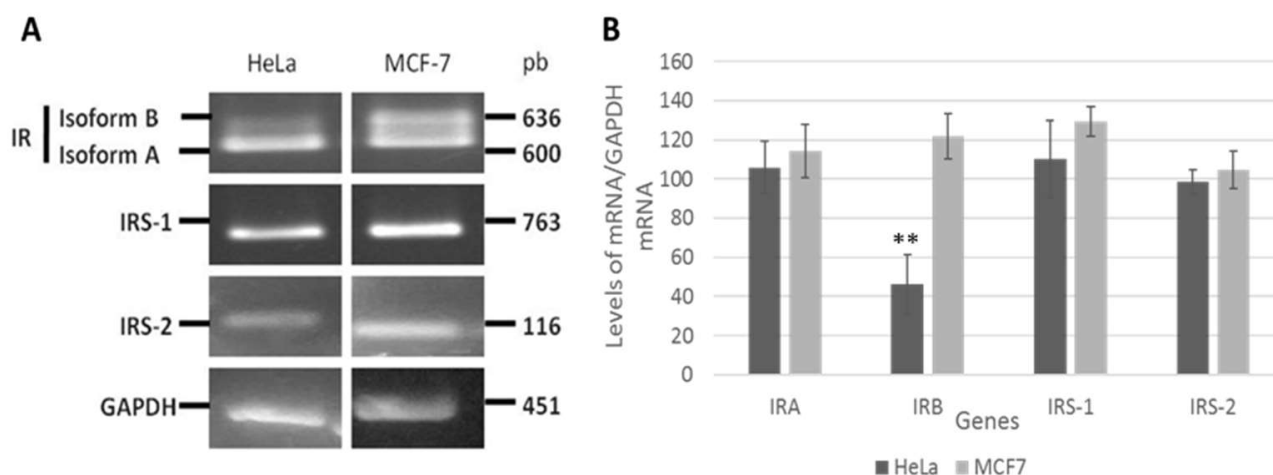 A
HeLa MCF-7 pb
IR
Isoform B 636
Isoform A 600
IRS-1 763
IRS-2 116
GAPDH 451
B
Levels of mRNA/GAPDH
mRNA
160
140
120
100
80
60
40
20
0
**
IRA IRB IRS-1 IRS-2
Genes
HeLa MCF7